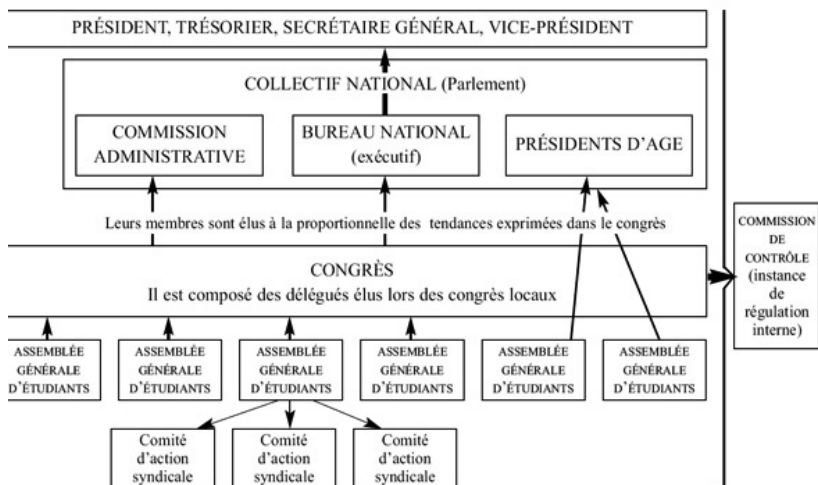 PRÉSIDENT, TRÉSORIER, SECRÉTAIRE GÉNÉRAL, VICE-PRÉSIDENT
COLLECTIF NATIONAL (Parlement)
COMMISSION
ADMINISTRATIVE
BUREAU NATIONAL
(exécutif)
PRÉSIDENTS D'AGE
Leurs membres sont élus à la proportionnelle des tendances exprimées dans le congrès
CONGRÈS
Il est composé des délégués élus lors des congrès locaux
COMMISSION
DE
CONTRÔLE
(instance
de
régulation
interne)
ASSEMBLÉE
GÉNÉRALE
D'ÉTUDIANTS
ASSEMBLÉE
GÉNÉRALE
D'ÉTUDIANTS
ASSEMBLÉE
GÉNÉRALE
D'ÉTUDIANTS
ASSEMBLÉE
GÉNÉRALE
D'ÉTUDIANTS
ASSEMBLÉE
GÉNÉRALE
D'ÉTUDIANTS
ASSEMBLÉE
GÉNÉRALE
D'ÉTUDIANTS
Comité
d'action
syndicale
Comité
d'action
syndicale
Comité
d'action
syndicale